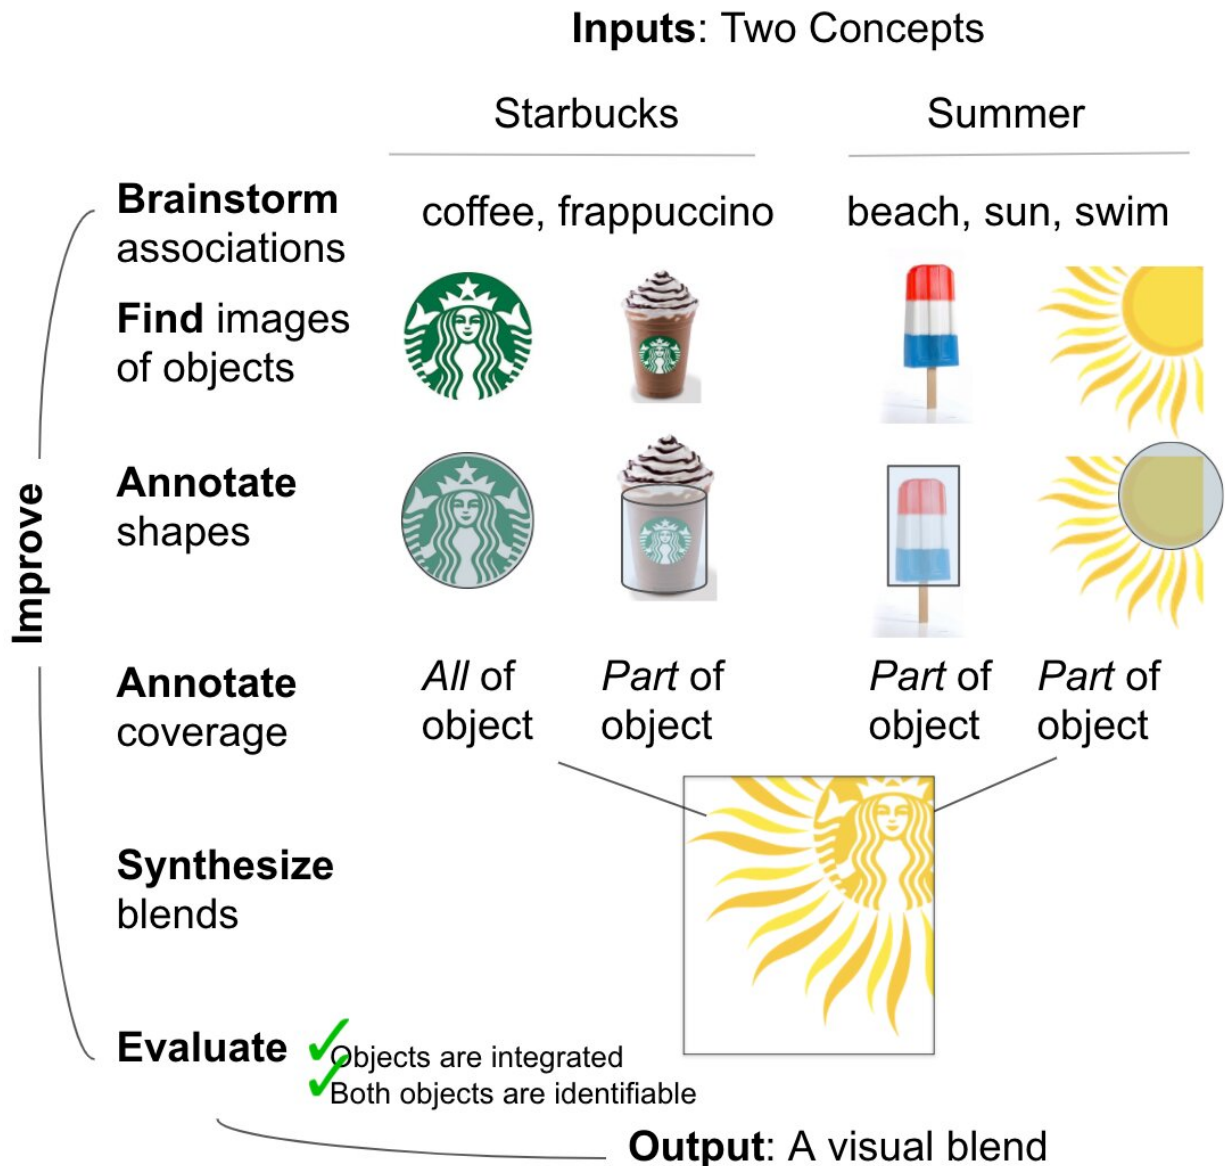 Inputs: Two Concepts
Starbucks
Summer
Brainstorm
associations
coffee, frappuccino
beach, sun, swim
Find images
of objects
Improve
Annotate
shapes
Annotate
coverage
All of
object
Part of
object
Part of
object
Part of
object
Synthesize
blends
Evaluate
Objects are integrated
Both objects are identifiable
Output: A visual blend